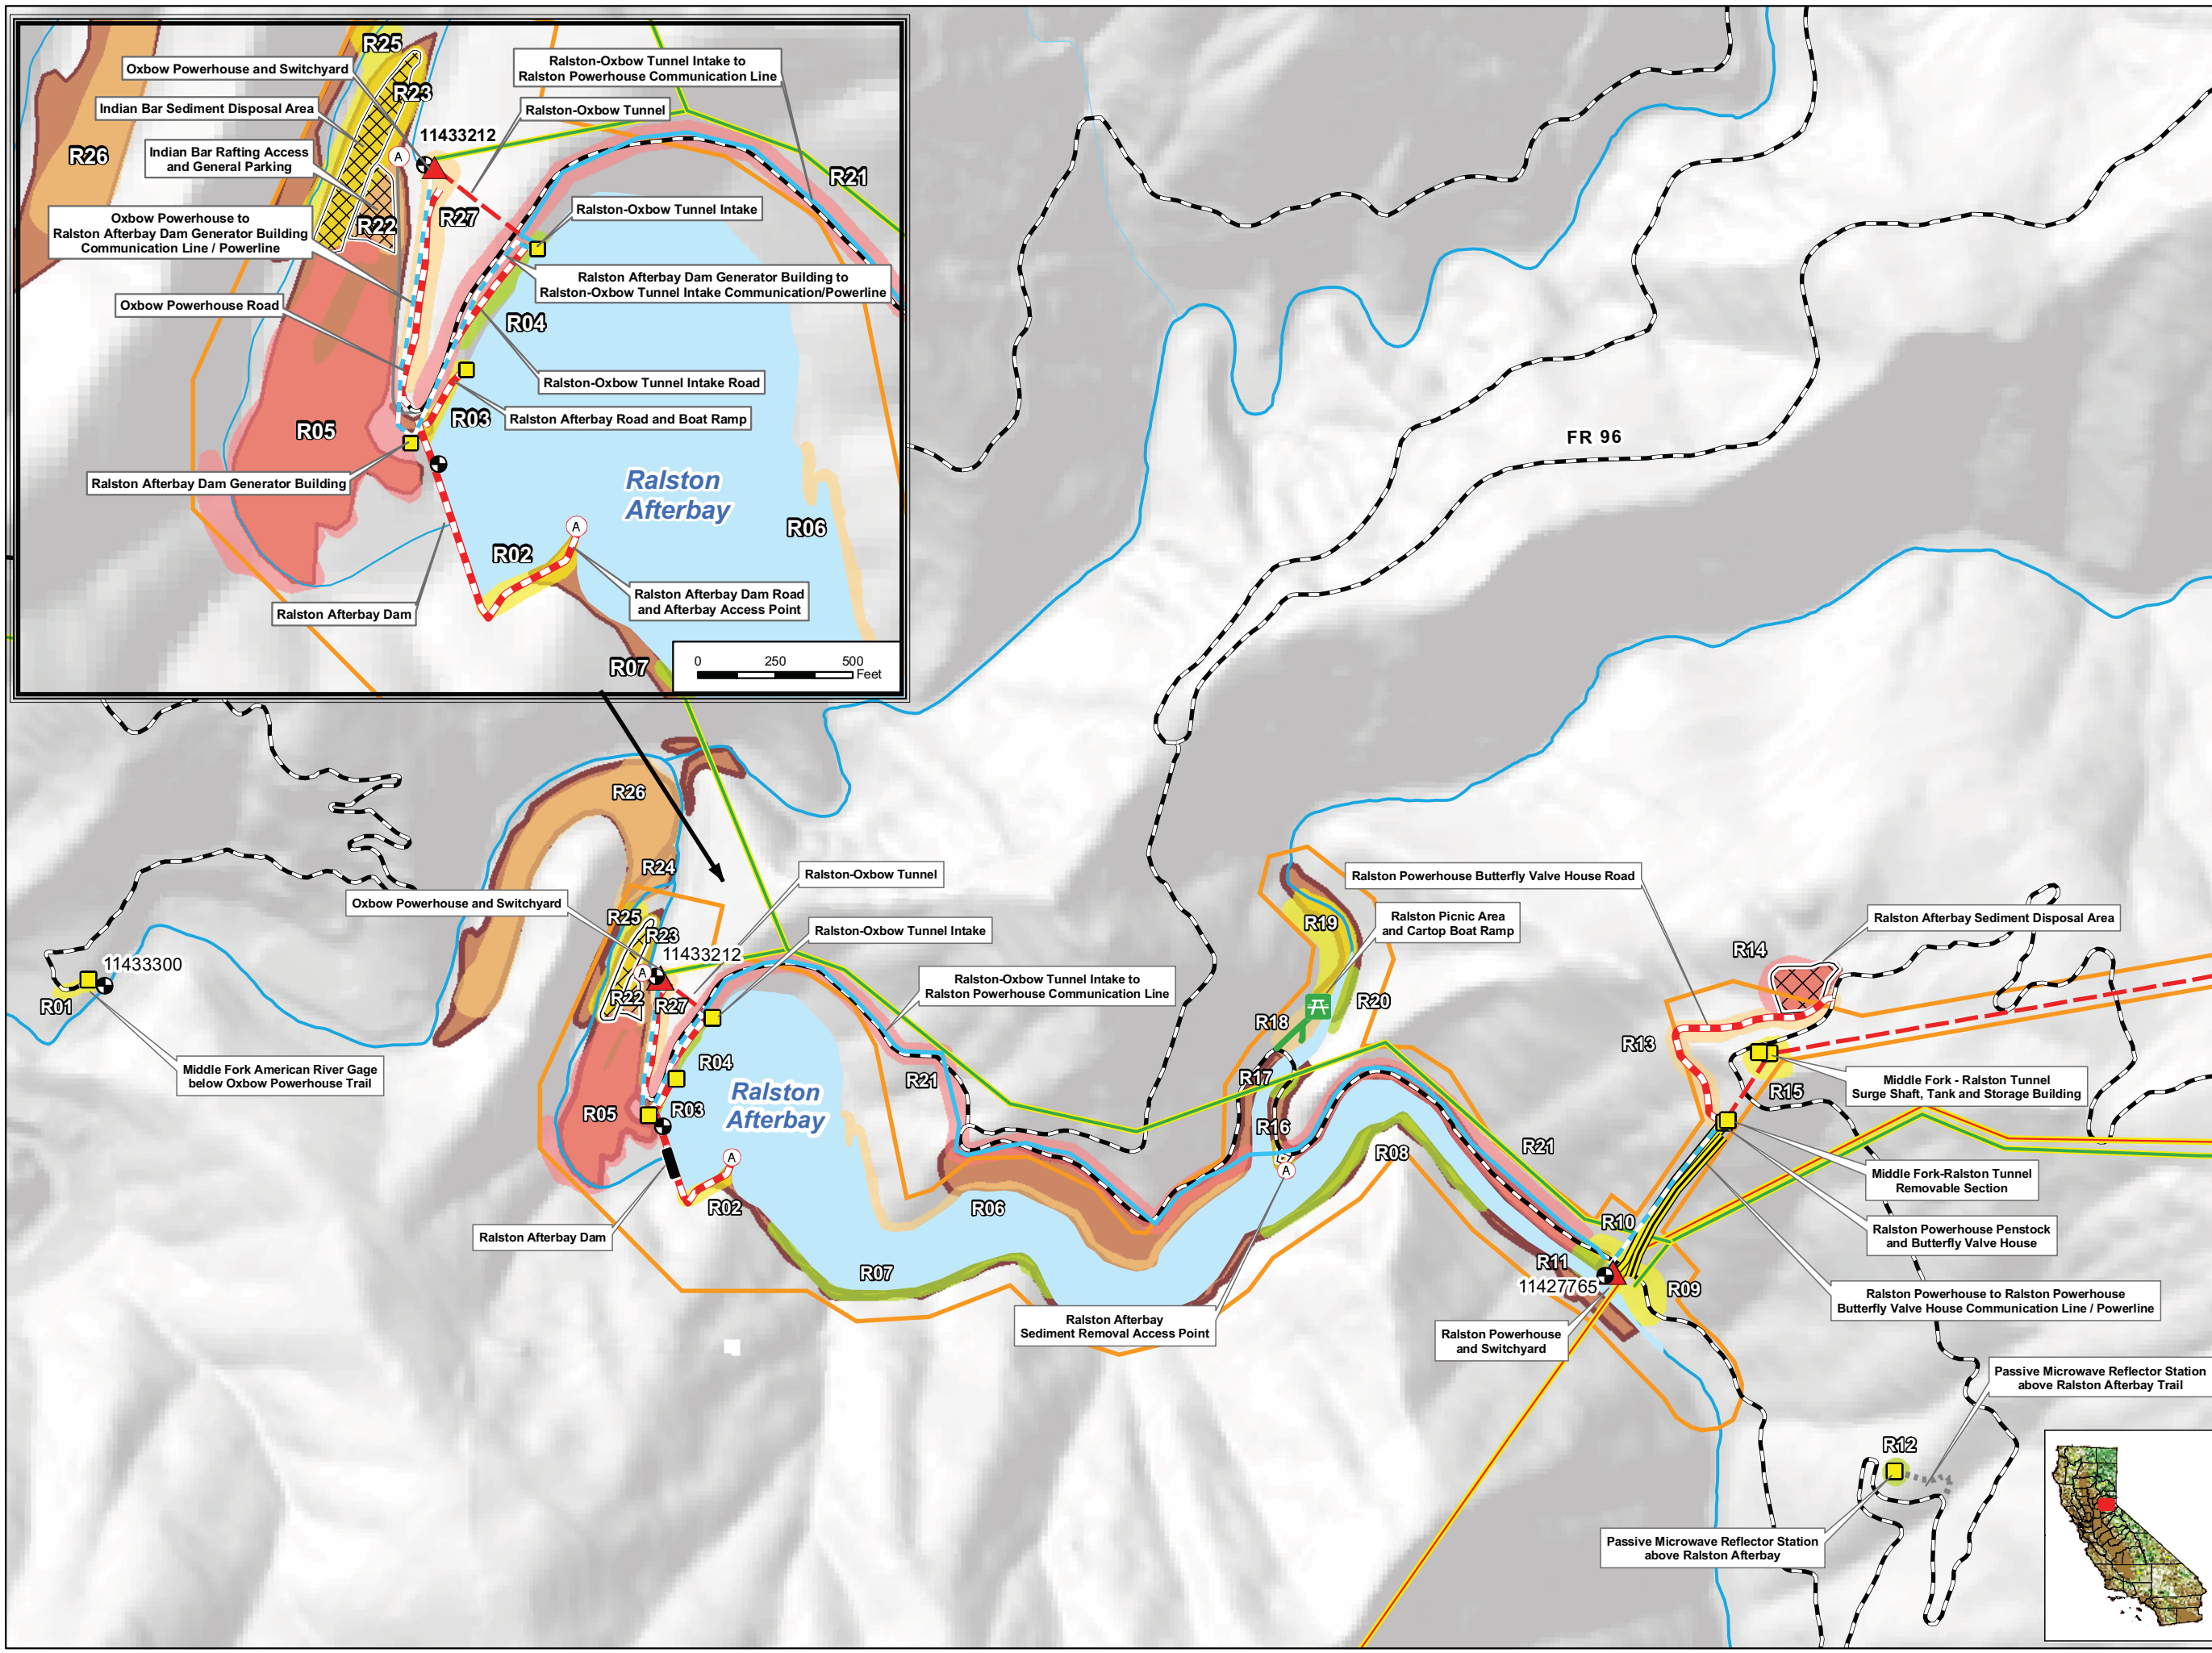 R25
Oxbow Powerhouse and Switchyard
Ralston-Oxbow Tunnel Intake to
Ralston Powerhouse Communication Line
R23
Indian Bar Sediment Disposal Area
Ralston-Oxbow Tunnel
11433212
R26
Indian Bar Rafting Access
and General Parking
A
R21
Oxbow Powerhouse to
Ralston Afterbay Dam Generator Building
Communication Line / Powerline
R22
R27
Ralston-Oxbow Tunnel Intake
Ralston Afterbay Dam Generator Building to
Ralston-Oxbow Tunnel Intake Communication/Powerline
Oxbow Powerhouse Road
R04
Ralston-Oxbow Tunnel Intake Road
R05
R03
Ralston Afterbay Road and Boat Ramp
Ralston Afterbay Dam Generator Building
Ralston
Afterbay
R06
A
R02
Ralston Afterbay Dam
Ralston Afterbay Dam Road
and Afterbay Access Point
R07
0 250 500
Feet
FR 96
R26
R24
Oxbow Powerhouse and Switchyard
Ralston-Oxbow Tunnel
Ralston Powerhouse Butterfly Valve House Road
R25
R23
Ralston-Oxbow Tunnel Intake
R19
Ralston Picnic Area
and Cartop Boat Ramp
Ralston Afterbay Sediment Disposal Area
R14
11433300
11433212
A
R01
R22
R27
Ralston-Oxbow Tunnel Intake to
Ralston Powerhouse Communication Line
R20
R18
R13
Middle Fork American River Gage
below Oxbow Powerhouse Trail
R04
R21
R17
Middle Fork - Ralston Tunnel
Surge Shaft, Tank and Storage Building
R15
Ralston
Afterbay
R05
R03
R16
R08
R21
A
A
Middle Fork-Ralston Tunnel
Removable Section
R02
R06
R10
Ralston Powerhouse Penstock
and Butterfly Valve House
Ralston Afterbay Dam
R07
R11
11427765
R09
Ralston Powerhouse to Ralston Powerhouse
Butterfly Valve House Communication Line / Powerline
Ralston Afterbay
Sediment Removal Access Point
Ralston Powerhouse
and Switchyard
Passive Microwave Reflector Station
above Ralston Afterbay Trail
R12
Passive Microwave Reflector Station
above Ralston Afterbay